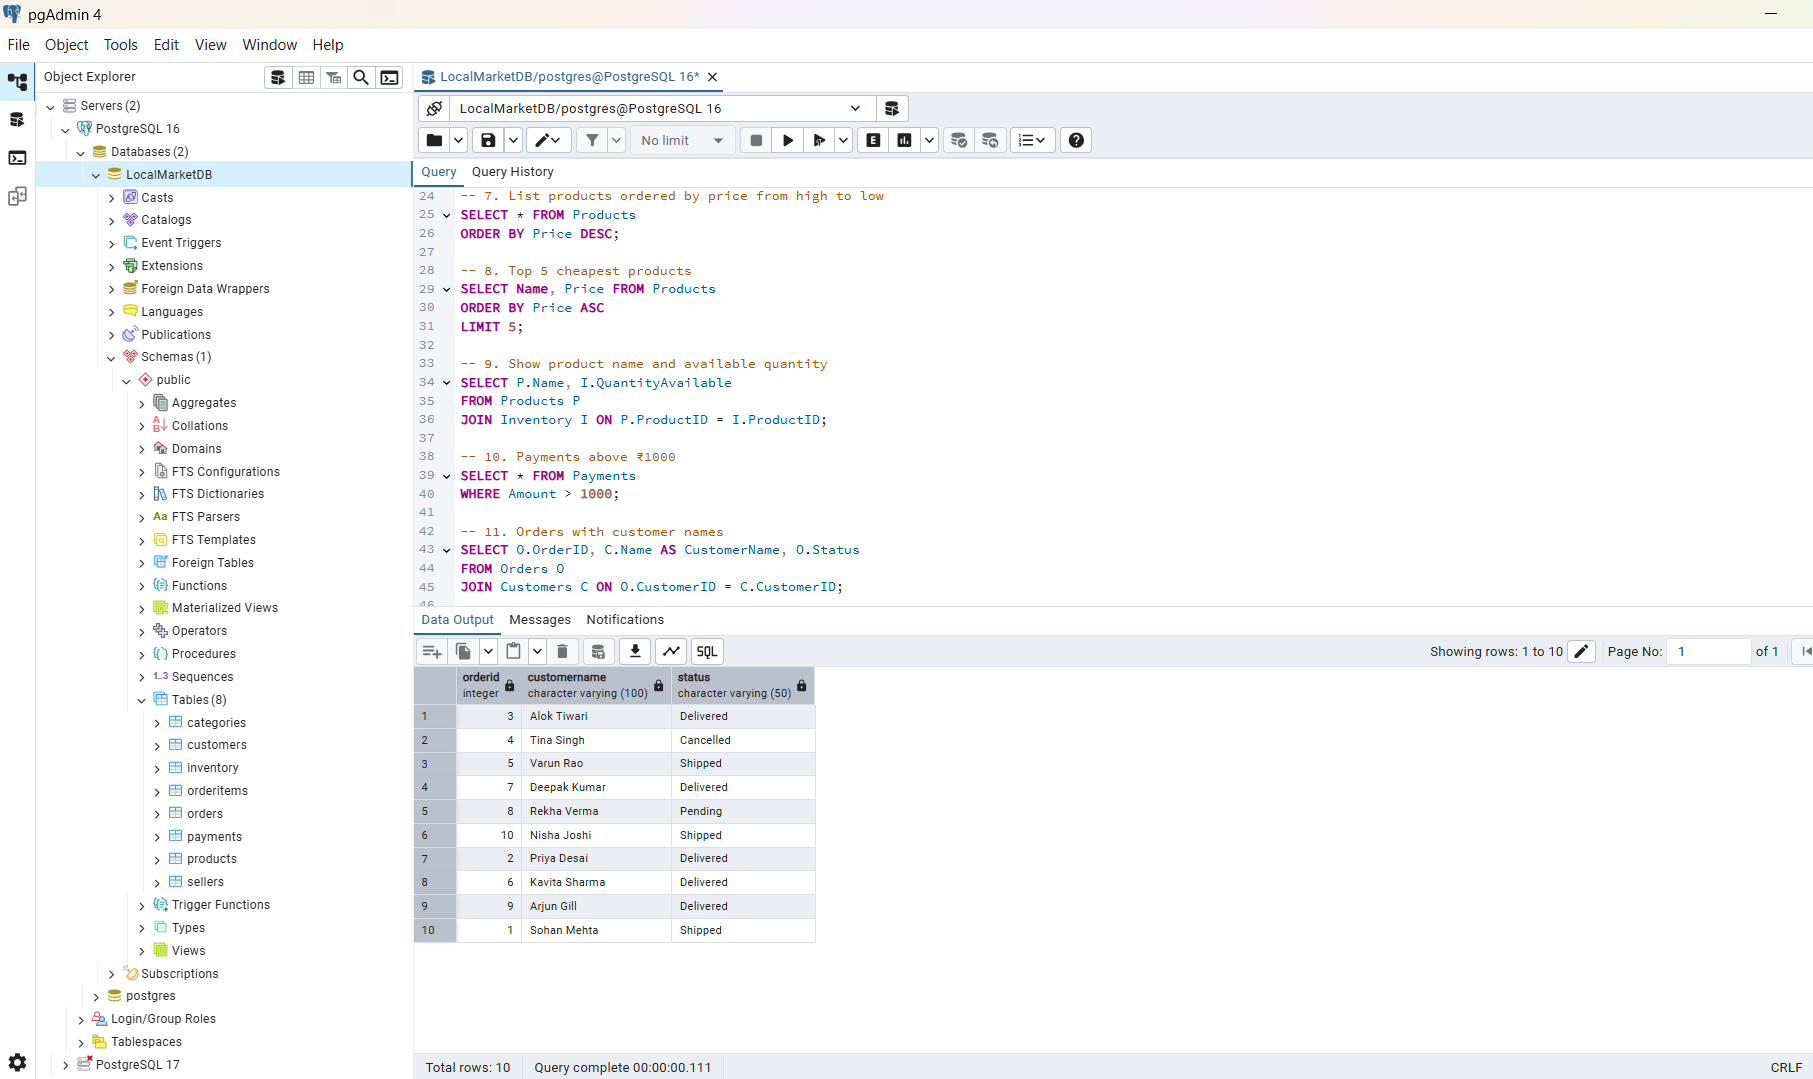 pgAdmin 4
File Object Tools Edit View Window Help
Object Explorer
LocalMarketDB/postgres@PostgreSQL 16*
LocalMarketDB/postgres@PostgreSQL 16
No limit
E
Query Query History
Servers (2)
PostgreSQL 16
Databases (2)
LocalMarketDB
Casts
Catalogs
Event Triggers
Extensions
Foreign Data Wrappers
Languages
Publications
Schemas (1)
public
Aggregates
Collations
Domains
FTS Configurations
FTS Dictionaries
Aa FTS Parsers
FTS Templates
Foreign Tables
Functions
Materialized Views
Operators
Procedures
1..3 Sequences
Tables (8)
categories
customers
inventory
orderitems
orders
payments
products
sellers
Trigger Functions
Types
Views
Subscriptions
postgres
Login/Group Roles
Tablespaces
PostgreSQL 17
24 -- 7. List products ordered by price from high to low
25 SELECT * FROM Products
26 ORDER BY Price DESC;
27
28 -- 8. Top 5 cheapest products
29 SELECT Name, Price FROM Products
30 ORDER BY Price ASC
31 LIMIT 5;
32
33 -- 9. Show product name and available quantity
34 SELECT P.Name, I.QuantityAvailable
35 FROM Products P
36 JOIN Inventory I ON P.ProductID = I.ProductID;
37
38 -- 10. Payments above ₹1000
39 SELECT * FROM Payments
40 WHERE Amount > 1000;
41
42 -- 11. Orders with customer names
43 SELECT O.OrderID, C.Name AS CustomerName, O.Status
44 FROM Orders O
45 JOIN Customers C ON O.CustomerID = C.CustomerID;
46
Data Output Messages Notifications
SQL
Showing rows: 1 to 10 Page No: 1 of 1
orderid customername status
integer character varying (100) character varying (50)
1 3 Alok Tiwari Delivered
2 4 Tina Singh Cancelled
3 5 Varun Rao Shipped
4 7 Deepak Kumar Delivered
5 8 Rekha Verma Pending
6 10 Nisha Joshi Shipped
7 2 Priya Desai Delivered
8 6 Kavita Sharma Delivered
9 9 Arjun Gill Delivered
10 1 Sohan Mehta Shipped
Total rows: 10 Query complete 00:00:00.111 CRLF